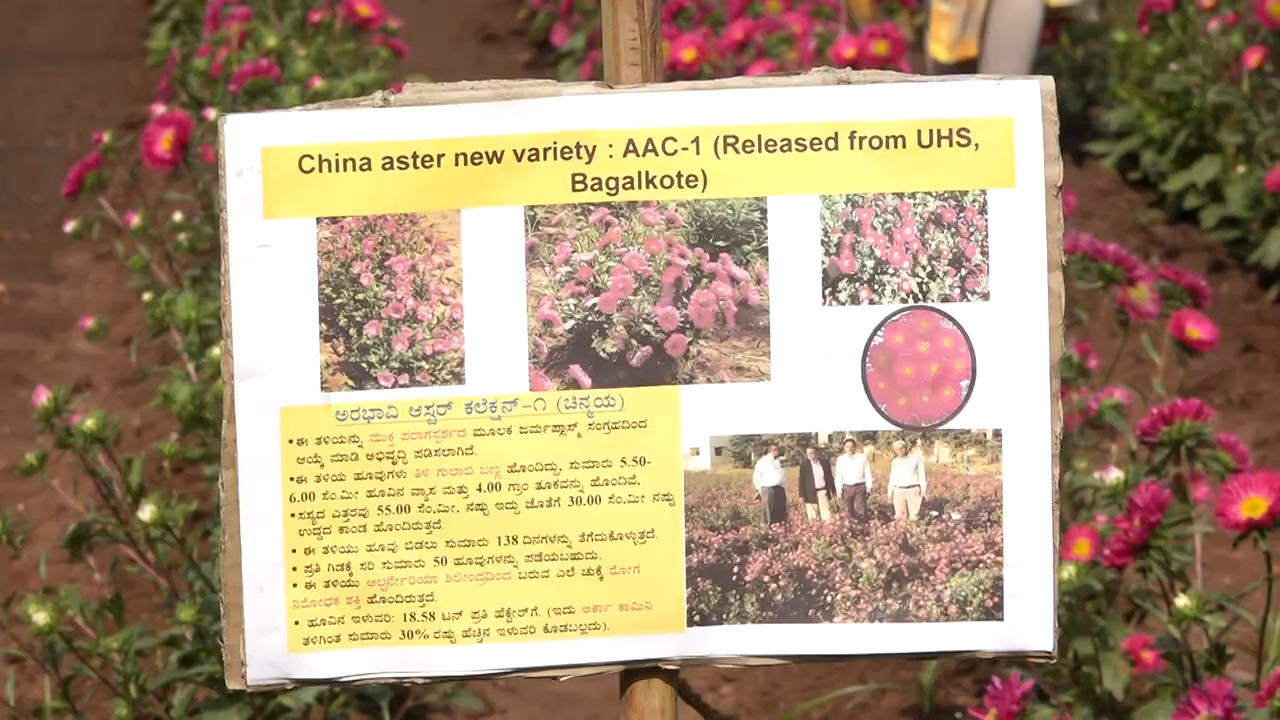 China aster new variety : AAC-1 (Released from UHS,
Bagalkote)
ಅರಭಾವಿ ಆಸ್ಟರ್ ಕಲೆಕ್ಷನ್-೧ (ಚಿನ್ಮಯ)
▪ಈ ತಳಿಯನ್ನು ಮುಕ್ತ ಪರಾಗಸ್ಪರ್ಶದ ಮೂಲಕ ಜರ್ಮಪ್ಲಾಸ್ಮ್ ಸಂಗ್ರಹದಿಂದ
ಆಯ್ಕೆ ಮಾಡಿ ಅಭಿವೃದ್ಧಿ ಪಡಿಸಲಾಗಿದೆ.
▪ಈ ತಳಿಯ ಹೂವುಗಳು ತಿಳಿ ಗುಲಾಬಿ ಬಣ್ಣ ಹೊಂದಿದ್ದು, ಸುಮಾರು 5.50-
6.00 ಸೆಂ.ಮೀ ಹೂವಿನ ವ್ಯಾಸ ಮತ್ತು 4.00 ಗ್ರಾಂ ತೂಕವನ್ನು ಹೊಂದಿವೆ.
▪ಸಸ್ಯದ ಎತ್ತರವು 55.00 ಸೆಂ.ಮೀ. ನಷ್ಟು ಇದ್ದು ಜೊತೆಗೆ 30.00 ಸೆಂ.ಮೀ ನಷ್ಟು
ಉದ್ದದ ಕಾಂಡ ಹೊಂದಿರುತ್ತದೆ.
▪ ಈ ತಳಿಯು ಹೂವು ಬಿಡಲು ಸುಮಾರು 138 ದಿನಗಳನ್ನು ತೆಗೆದುಕೊಳ್ಳುತ್ತದೆ.
▪ ಪ್ರತಿ ಗಿಡಕ್ಕೆ ಸರಿ ಸುಮಾರು 50 ಹೂವುಗಳನ್ನು ಪಡೆಯಬಹುದು.
▪ ಈ ತಳಿಯು ಆಲ್ಟರ್ನೇರಿಯಾ ಶಿಲೀಂದ್ರದಿಂದ ಬರುವ ಎಲೆ ಚುಕ್ಕೆ ರೋಗ
ನಿರೋಧಕ ಶಕ್ತಿ ಹೊಂದಿರುತ್ತದೆ.
▪ ಹೂವಿನ ಇಳುವರಿ: 18.58 ಟನ್ ಪ್ರತಿ ಹೆಕ್ಟೇರ್‌ಗೆ. (ಇದು ಅರ್ಕಾ ಕಾಮಿನಿ
ತಳಿಗಿಂತ ಸುಮಾರು 30% ರಷ್ಟು ಹೆಚ್ಚಿನ ಇಳುವರಿ ಕೊಡಬಲ್ಲದು).